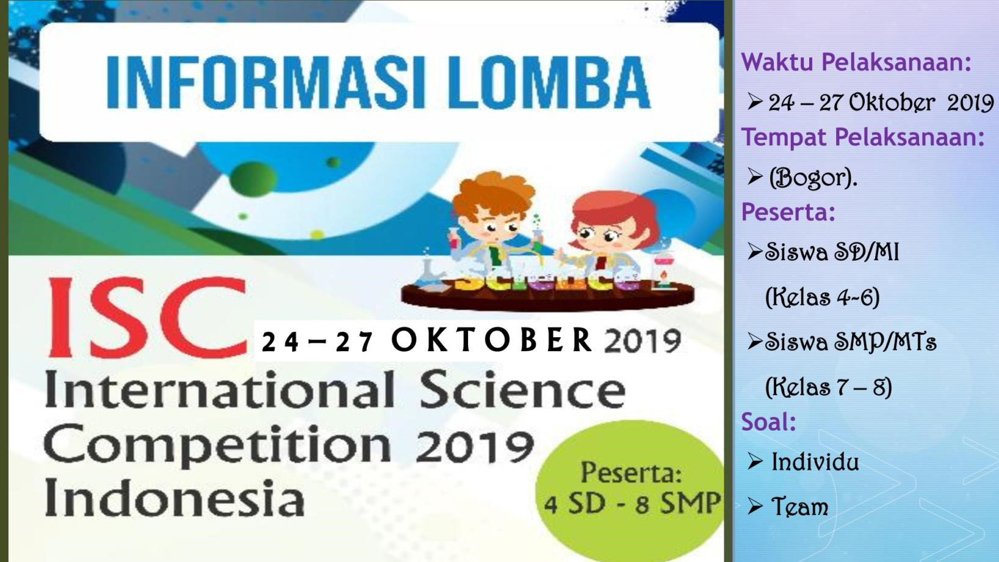 INFORMASI LOMBA
science
ISC
24 – 27 OKTOBER 2019
International Science
Competition 2019
Indonesia
Peserta:
4 SD - 8 SMP
Waktu Pelaksanaan:
➢ 24 – 27 Oktober 2019
Tempat Pelaksanaan:
➢ (Bogor).
Peserta:
➢ Siswa SD/MI
(Kelas 4-6)
➢ Siswa SMP/MTs
(Kelas 7 – 8)
Soal:
➢ Individu
➢ Team